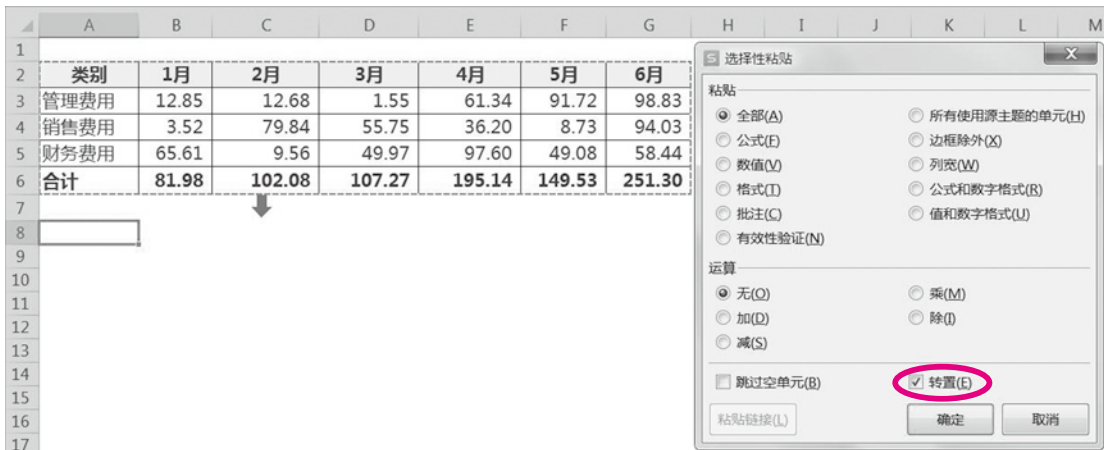 A B C D E F G H I J K L M
1
2 类别 1月 2月 3月 4月 5月 6月
3 管理费用 12.85 12.68 1.55 61.34 91.72 98.83
4 销售费用 3.52 79.84 55.75 36.20 8.73 94.03
5 财务费用 65.61 9.56 49.97 97.60 49.08 58.44
6 合计 81.98 102.08 107.27 195.14 149.53 251.30
7
8
9
10
11
12
13
14
15
16
17
S 选择性粘贴 X
粘贴
全部(A) 所有使用源主题的单元(H)
公式(F) 边框除外(X)
数值(V) 列宽(W)
格式(T) 公式和数字格式(R)
批注(C) 值和数字格式(U)
有效性验证(N)
运算
无(O) 乘(M)
加(D) 除(I)
减(S)
跳过空单元(B) 转置(E)
粘贴链接(L) 确定 取消